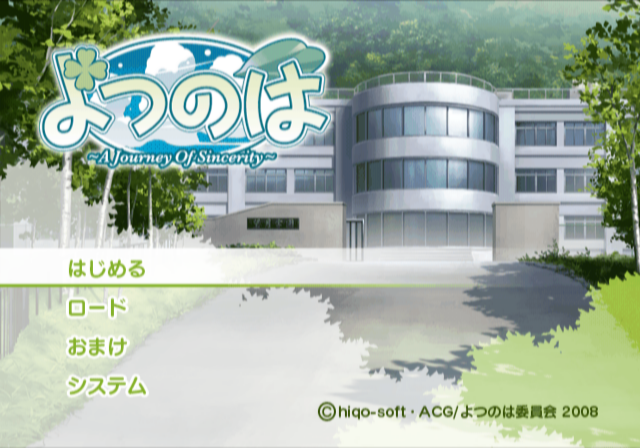 よつのは
~A Journey Of Sincerity~
はじめる
ロード
おまけ
システム
©hiqo-soft・ACG/よつのは委員会 2008